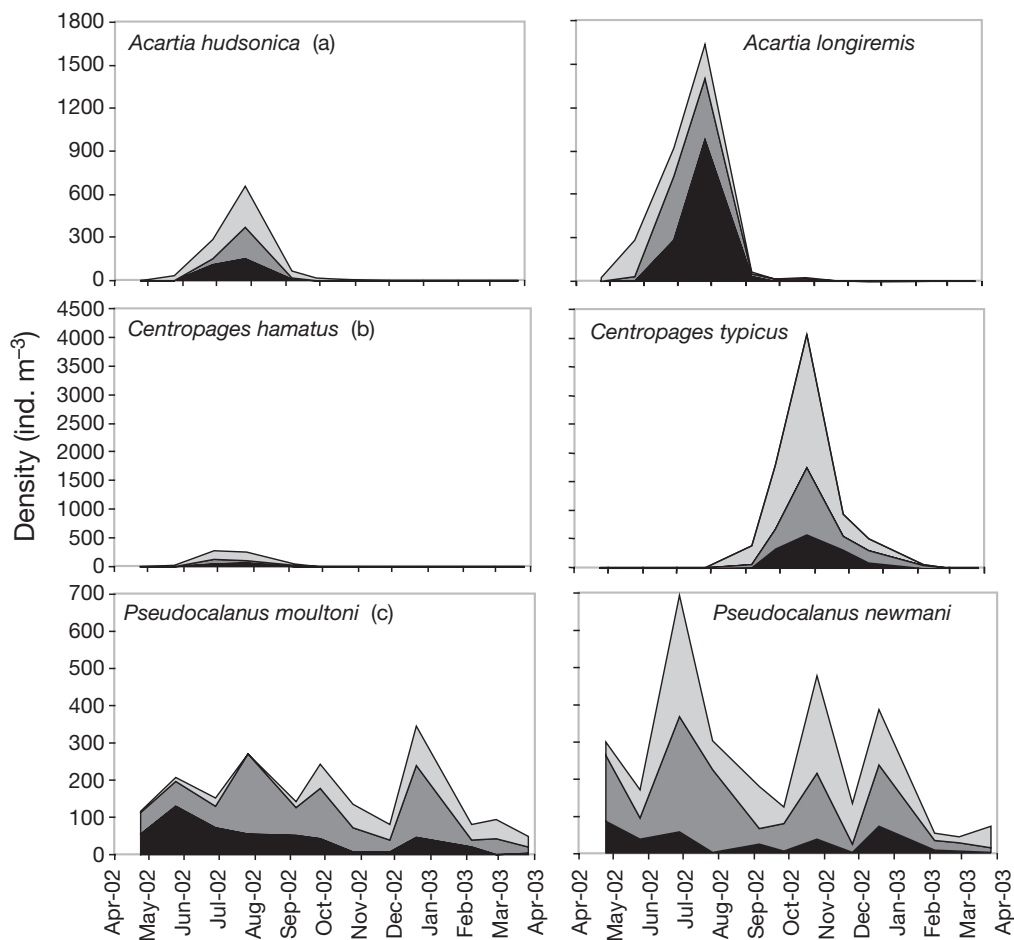 Acartia hudsonica (a)
Acartia longiremis
1800
1500
1200
900
600
300
0
Centropages hamatus (b)
Centropages typicus
4500
4000
3500
3000
2500
2000
1500
1000
500
0
Density (ind. m⁻³)
Pseudocalanus moultoni (c)
Pseudocalanus newmani
700
600
500
400
300
200
100
0
Apr-02 May-02 Jun-02 Jul-02 Aug-02 Sep-02 Oct-02 Nov-02 Dec-02 Jan-03 Feb-03 Mar-03 Apr-03
Apr-02 May-02 Jun-02 Jul-02 Aug-02 Sep-02 Oct-02 Nov-02 Dec-02 Jan-03 Feb-03 Mar-03 Apr-03